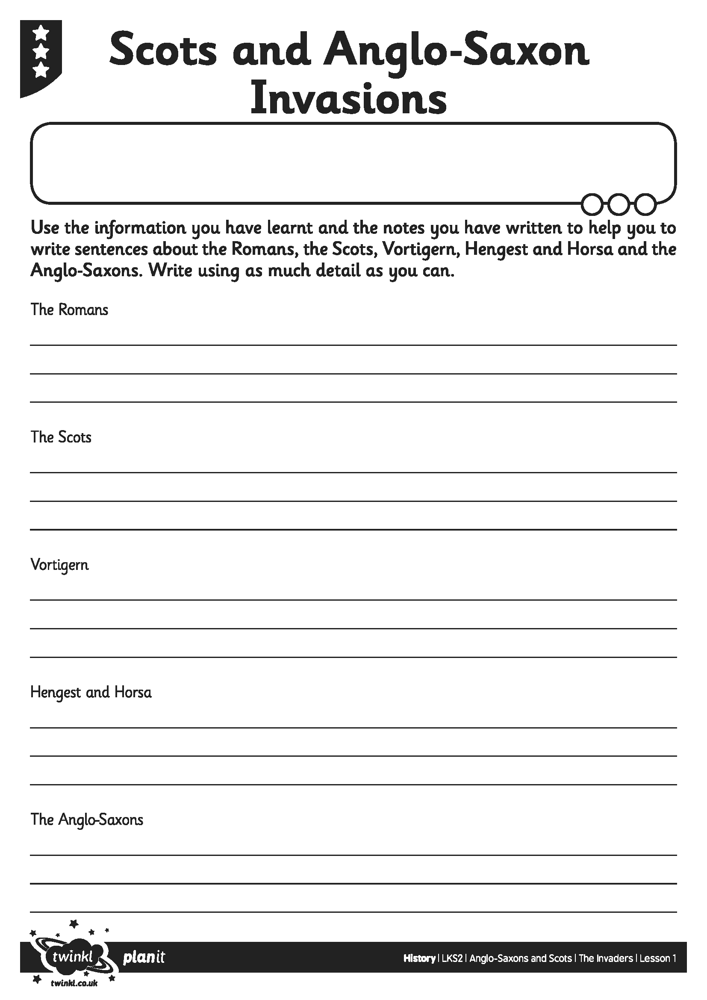 Scots and Anglo-Saxon
Invasions
Use the information you have learnt and the notes you have written to help you to
write sentences about the Romans, the Scots, Vortigern, Hengest and Horsa and the
Anglo-Saxons. Write using as much detail as you can.
The Romans
The Scots
Vortigern
Hengest and Horsa
The Anglo-Saxons
twinkl
planit
History | LKS2 | Anglo-Saxons and Scots | The Invaders | Lesson 1
twinkl.co.uk